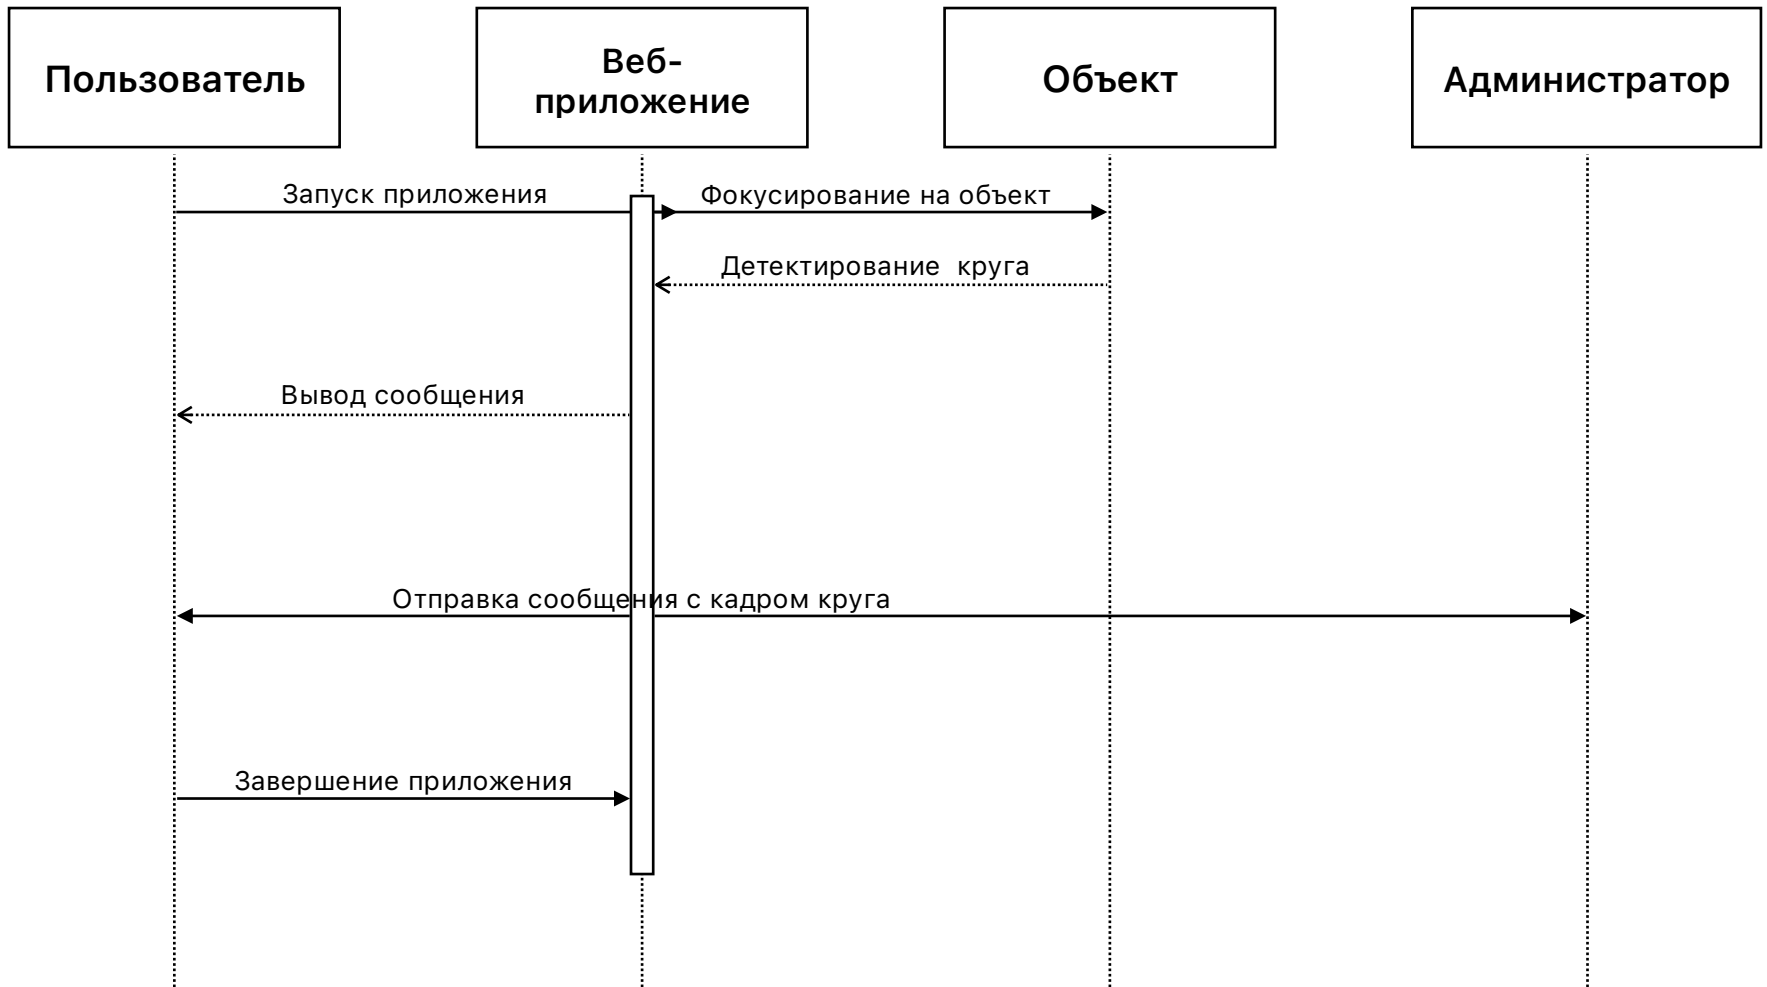 Пользователь
Веб-
приложение
Объект
Администратор
Запуск приложения
Фокусирование на объект
Детектирование  круга
Вывод сообщения
Отправка сообщения с кадром круга
Завершение приложения